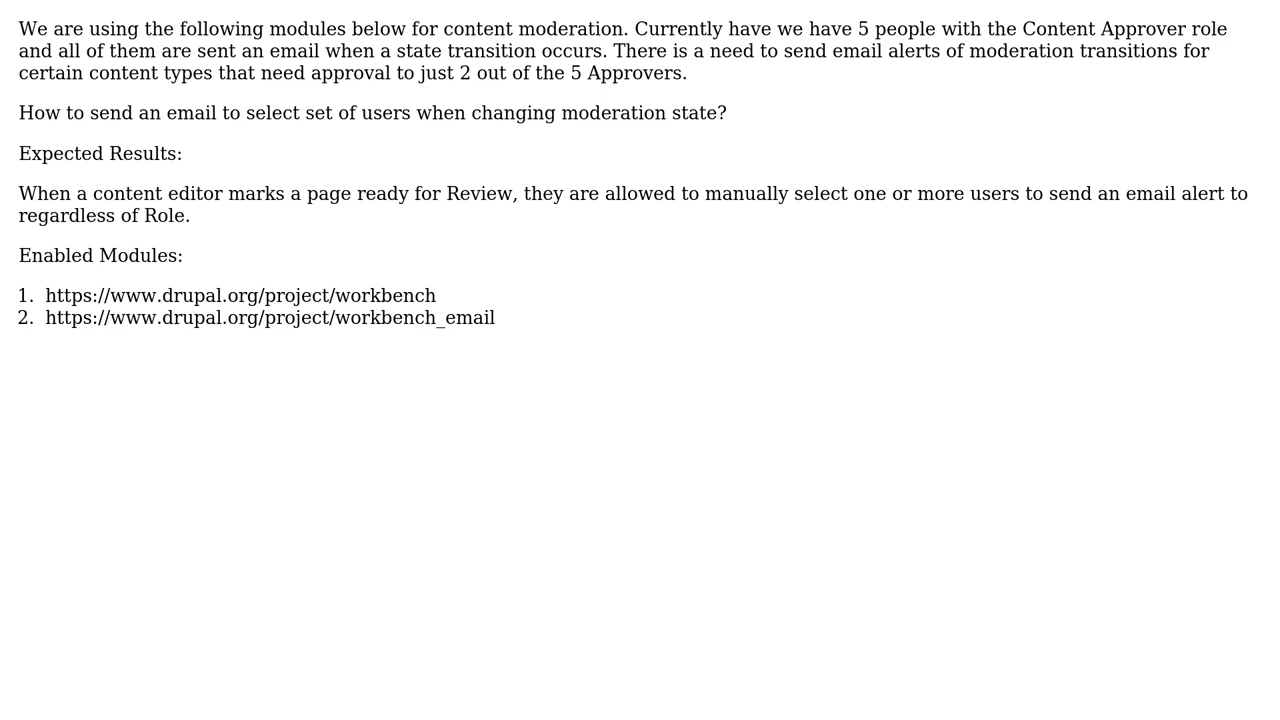 We are using the following modules below for content moderation. Currently have we have 5 people with the Content Approver role
and all of them are sent an email when a state transition occurs. There is a need to send email alerts of moderation transitions for
certain content types that need approval to just 2 out of the 5 Approvers.
How to send an email to select set of users when changing moderation state?
Expected Results:
When a content editor marks a page ready for Review, they are allowed to manually select one or more users to send an email alert to
regardless of Role.
Enabled Modules:
1. https://www.drupal.org/project/workbench
2. https://www.drupal.org/project/workbench_email